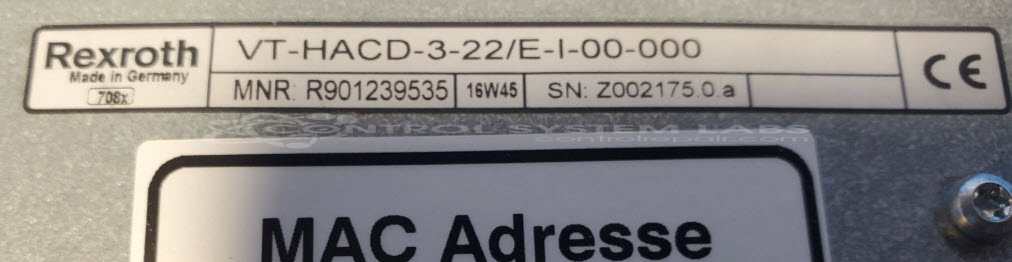 Rexroth
Made in Germany
708x
VT-HACD-3-22/E-I-00-000
MNR: R901239535 16W45 SN: Z002175.0.a
CE
CONTROL SYSTEM LABS
controlrepair.com
MAC Adresse